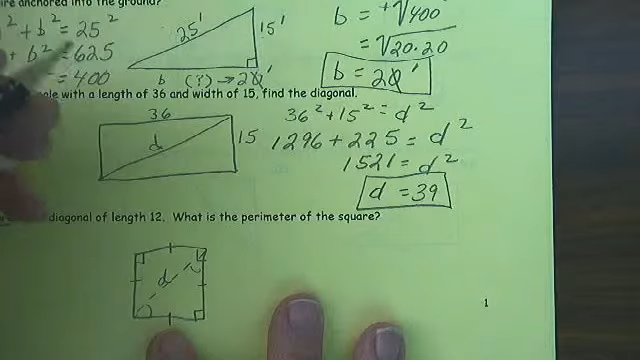 anchored into the ground?
² + b² = 25²
+ b² = 625
= 400
25'
15'
b (?) → 20'
b = +√400
= √20·20
b = 20'
with a length of 36 and width of 15, find the diagonal.
36
d
15
36² + 15² = d²
1296 + 225 = d²
1521 = d²
d = 39
diagonal of length 12. What is the perimeter of the square?
d
1